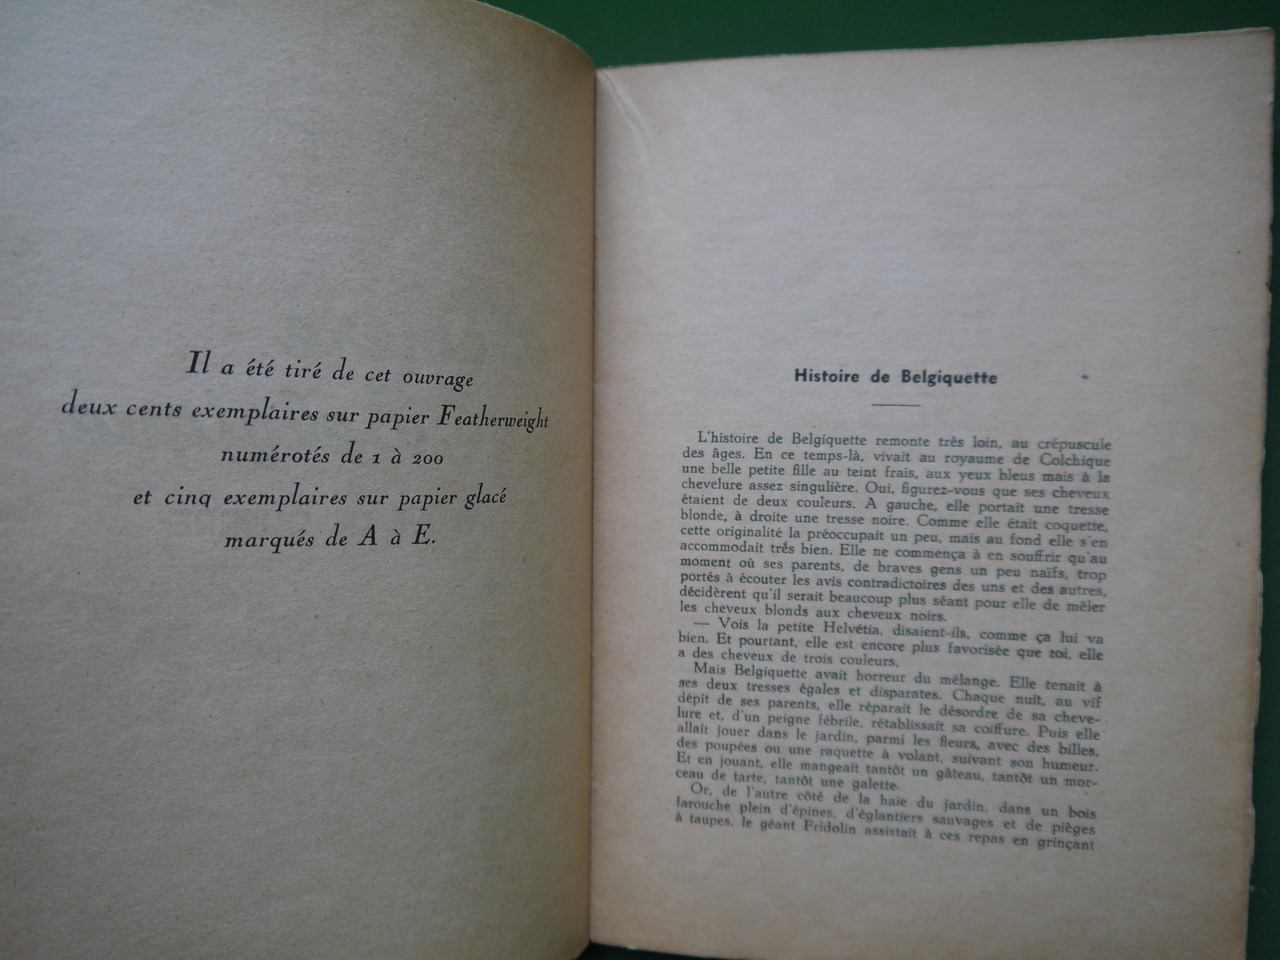 Il a été tiré de cet ouvrage
deux cents exemplaires sur papier Featherweight
numérotés de 1 à 200
et cinq exemplaires sur papier glacé
marqués de A à E.
Histoire de Belgiquette
L'histoire de Belgiquette remonte très loin, au crépuscule
des âges. En ce temps-là, vivait au royaume de Colchique
une belle petite fille au teint frais, aux yeux bleus mais à la
chevelure assez singulière. Oui, figurez-vous que ses cheveux
étaient de deux couleurs. A gauche, elle portait une tresse
blonde, à droite une tresse noire. Comme elle était coquette,
cette originalité la préoccupait un peu, mais au fond elle s'en
accommodait très bien. Elle ne commença à en souffrir qu'au
moment où ses parents, de braves gens un peu naïfs, trop
portés à écouter les avis contradictoires des uns et des autres,
décidèrent qu'il serait beaucoup plus séant pour elle de mêler
les cheveux blonds aux cheveux noirs.
— Vois la petite Helvétia, disaient-ils, comme ça lui va
bien. Et pourtant, elle est encore plus favorisée que toi, elle
a des cheveux de trois couleurs.
Mais Belgiquette avait horreur du mélange. Elle tenait à
ses deux tresses égales et disparates. Chaque nuit, au vif
dépit de ses parents, elle réparait le désordre de sa cheve-
lure et, d'un peigne fébrile, rétablissait sa coiffure. Puis elle
allait jouer dans le jardin, parmi les fleurs, avec des billes,
des poupées ou une raquette à volant, suivant son humeur.
Et en jouant, elle mangeait tantôt un gâteau, tantôt un mor-
ceau de tarte, tantôt une galette.
Or, de l'autre côté de la haie du jardin, dans un bois
farouche plein d'épines, d'églantiers sauvages et de pièges
à taupes, le géant Fridolin assistait à ces repas en grinçant